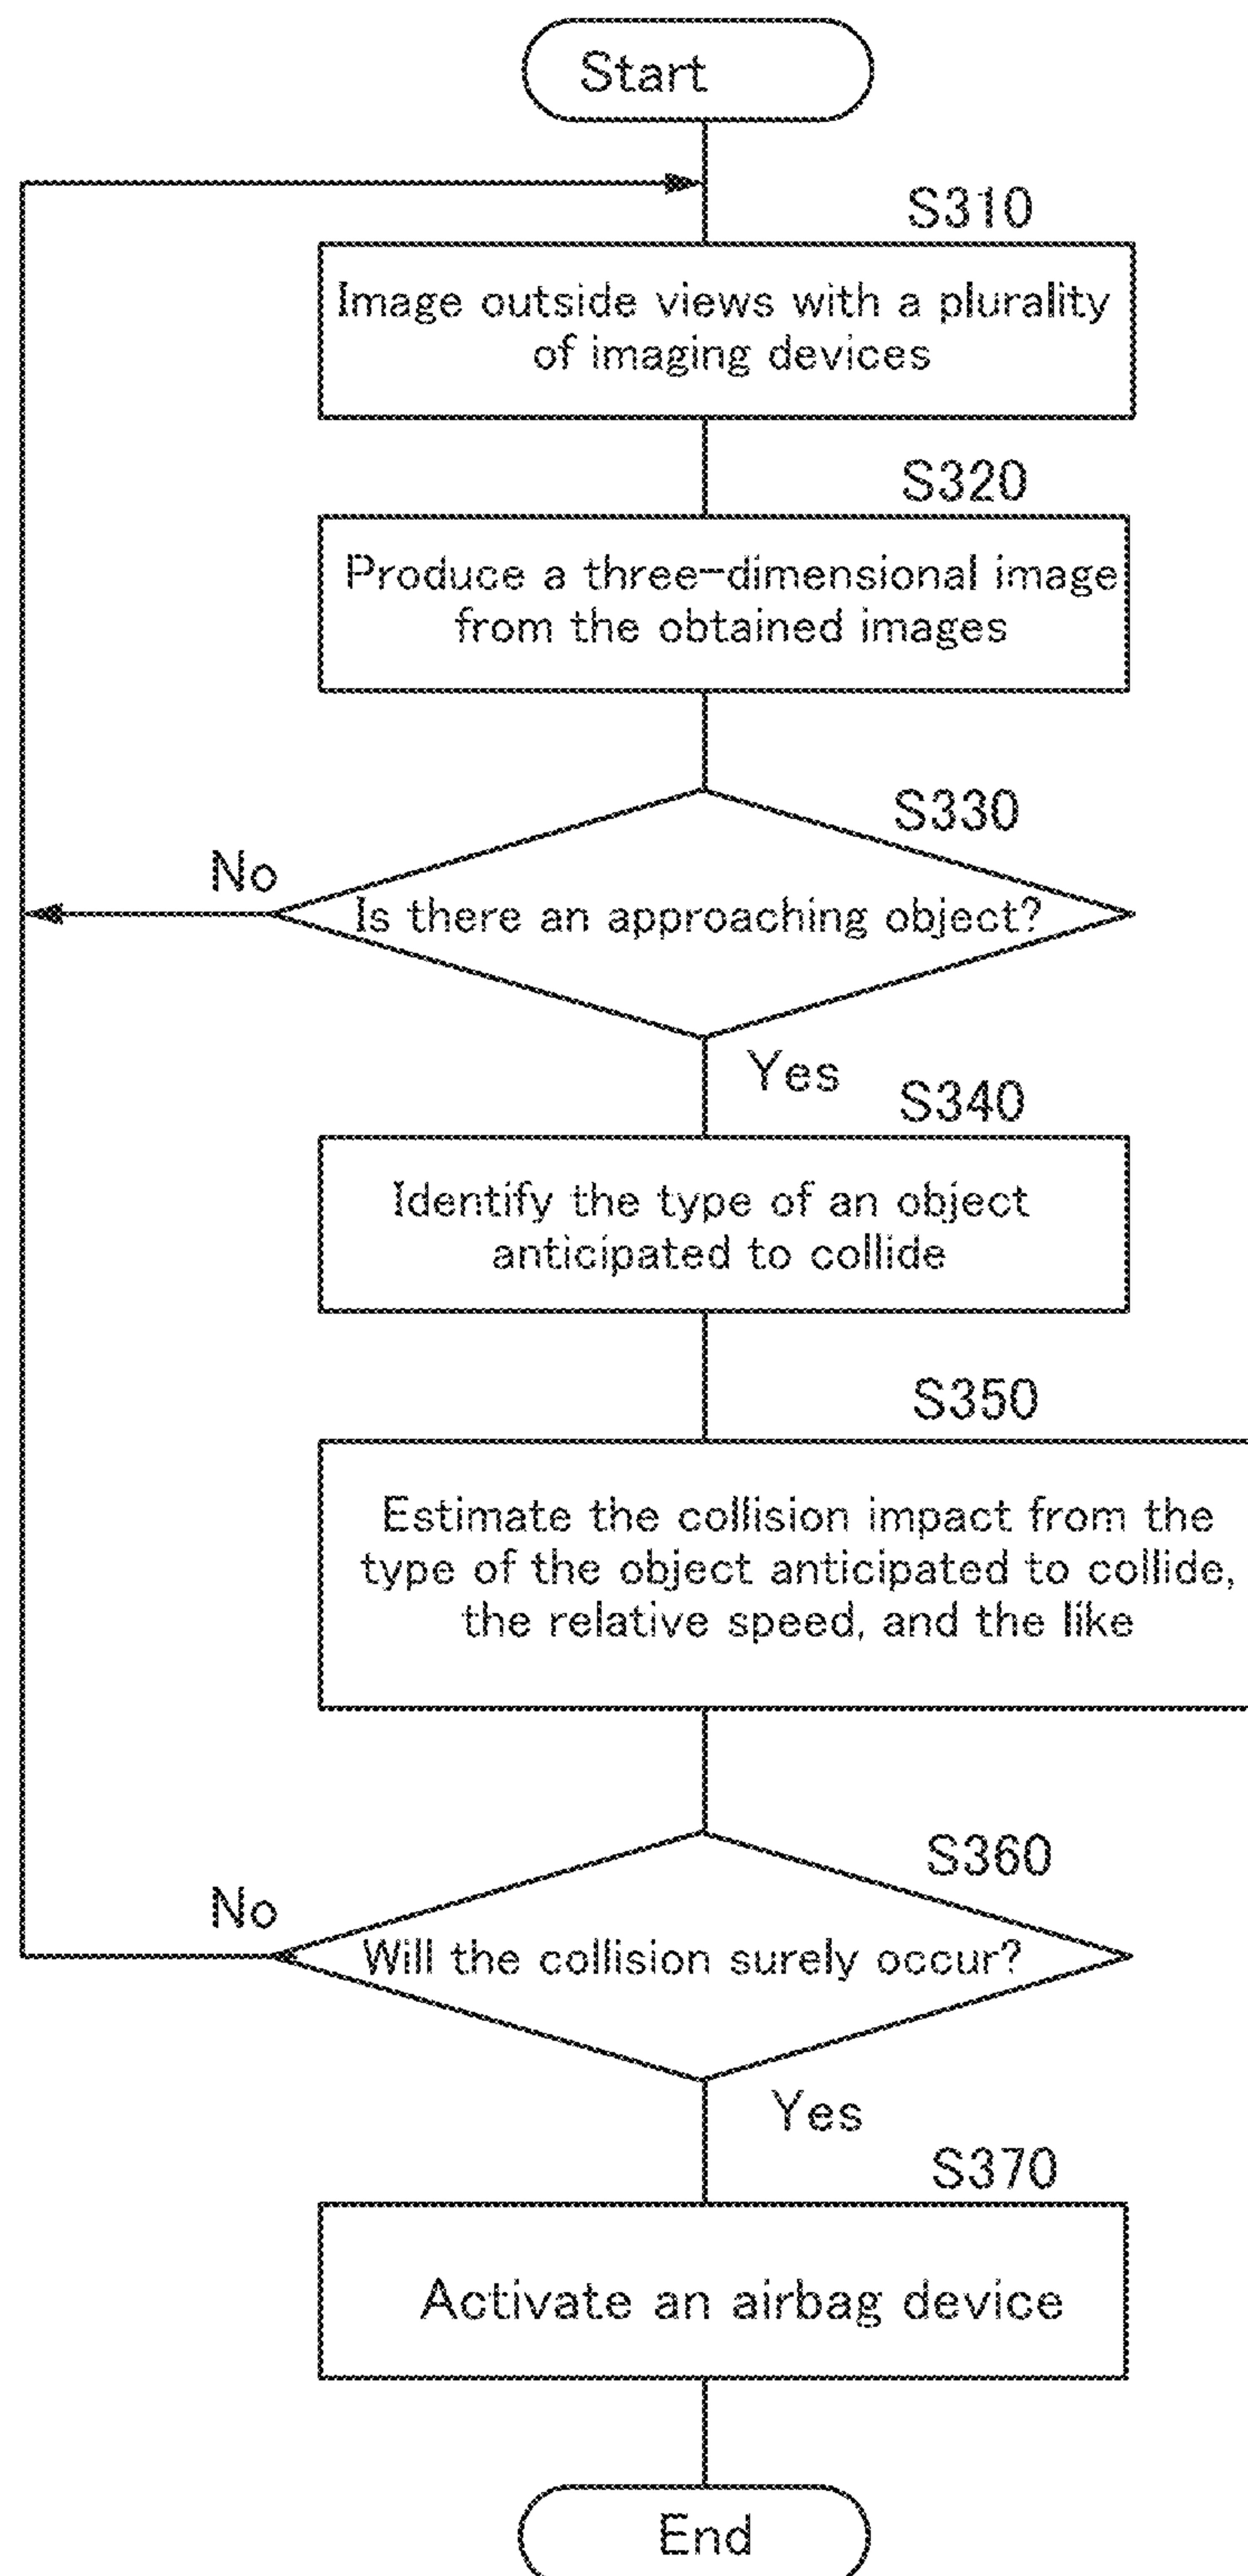 Start
S310
Image outside views with a plurality
of imaging devices
S320
Produce a three-dimensional image
from the obtained images
S330
No
Is there an approaching object?
Yes
S340
Identify the type of an object
anticipated to collide
S350
Estimate the collision impact from the
type of the object anticipated to collide,
the relative speed, and the like
S360
No
Will the collision surely occur?
Yes
S370
Activate an airbag device
End